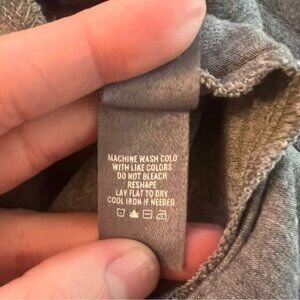 MACHINE WASH COLD
WITH LIKE COLORS
DO NOT BLEACH
RESHAPE
LAY FLAT TO DRY
COOL IRON IF NEEDED